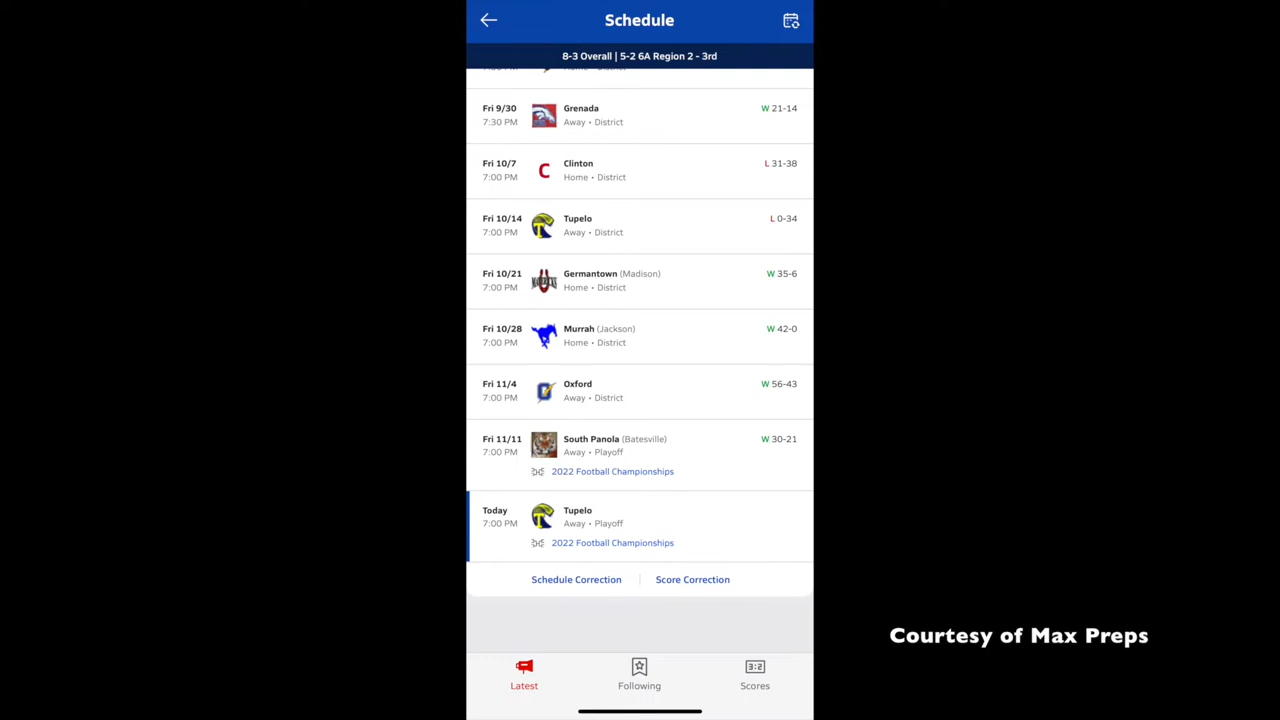 Schedule
8-3 Overall | 5-2 6A Region 2 - 3rd
Fri 9/30 Grenada W 21-14
7:30 PM Away • District
Fri 10/7 C Clinton L 31-38
7:00 PM Home • District
Fri 10/14 T Tupelo L 0-34
7:00 PM Away • District
Fri 10/21 Germantown (Madison) W 35-6
7:00 PM MAVERICKS Home • District
Fri 10/28 Murrah (Jackson) W 42-0
7:00 PM Home • District
Fri 11/4 Oxford W 56-43
7:00 PM Away • District
Fri 11/11 South Panola (Batesville) W 30-21
7:00 PM Away • Playoff
2022 Football Championships
Today T Tupelo
7:00 PM Away • Playoff
2022 Football Championships
Schedule Correction Score Correction
Courtesy of Max Preps
3:2
Latest Following Scores